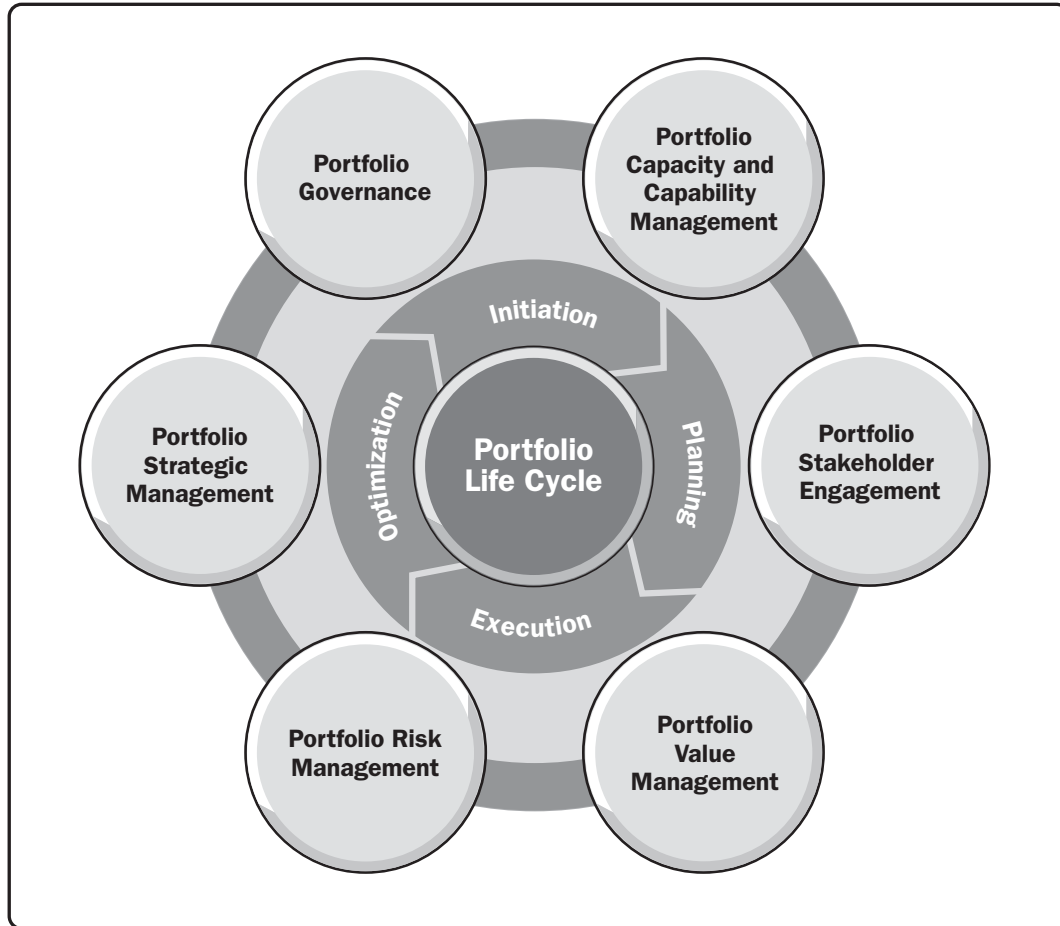 Portfolio
Governance
Portfolio
Capacity and
Capability
Management
Initiation
Portfolio
Strategic
Management
Optimization
Portfolio
Life Cycle
Planning
Portfolio
Stakeholder
Engagement
Execution
Portfolio Risk
Management
Portfolio
Value
Management